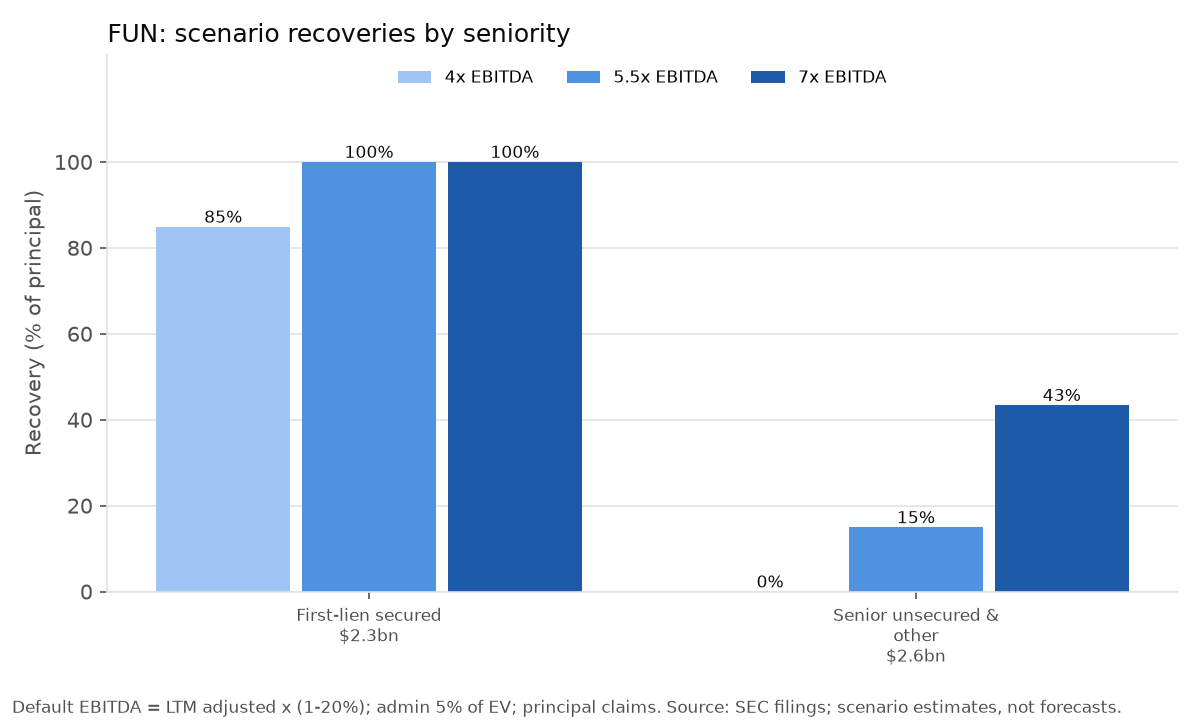 FUN: scenario recoveries by seniority
4x EBITDA 5.5x EBITDA 7x EBITDA
Recovery (% of principal)
100
80
60
40
20
0
85%
100%
100%
0%
15%
43%
First-lien secured
$2.3bn
Senior unsecured &
other
$2.6bn
Default EBITDA = LTM adjusted x (1-20%); admin 5% of EV; principal claims. Source: SEC filings; scenario estimates, not forecasts.